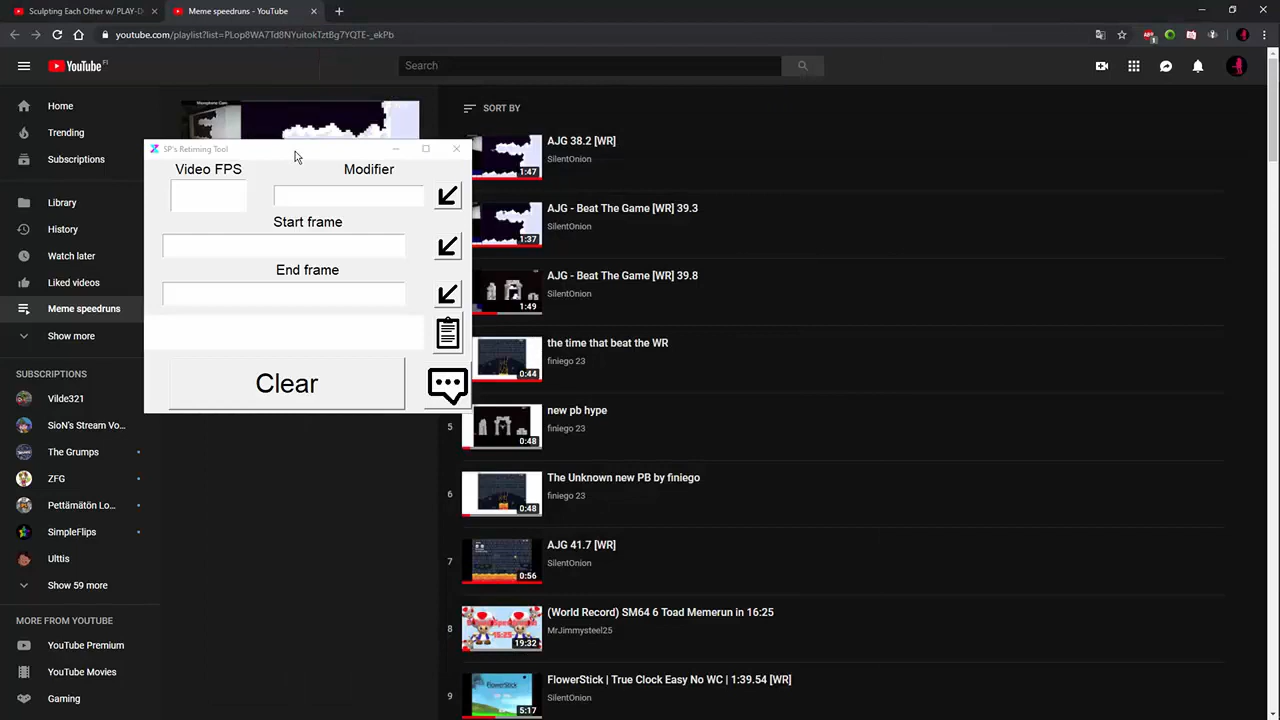 Sculpting Each Other w/ PLAY-D
Meme speedruns - YouTube
youtube.com/playlist?list=PLop8WA7Td8NYuitokTztBg7YQTE-_ekPb
YouTube FI
Search
Home
Trending
Subscriptions
Library
History
Watch later
Liked videos
Meme speedruns
Show more
SUBSCRIPTIONS
Vilde321
SioN's Stream Vo...
The Grumps
ZFG
Pettämätön Lo...
SimpleFlips
Ulttis
Show 59 more
MORE FROM YOUTUBE
YouTube Premium
YouTube Movies
Gaming
SP's Retiming Tool
Video FPS
Modifier
Start frame
End frame
Clear
SORT BY
AJG 38.2 [WR]
SilentOnion
1:47
AJG - Beat The Game [WR] 39.3
SilentOnion
1:37
AJG - Beat The Game [WR] 39.8
SilentOnion
1:49
the time that beat the WR
finiego 23
0:44
5
new pb hype
finiego 23
0:48
6
The Unknown new PB by finiego
finiego 23
0:48
7
AJG 41.7 [WR]
SilentOnion
0:56
8
(World Record) SM64 6 Toad Memerun in 16:25
MrJimmysteel25
19:32
9
FlowerStick | True Clock Easy No WC | 1:39.54 [WR]
SilentOnion
5:17